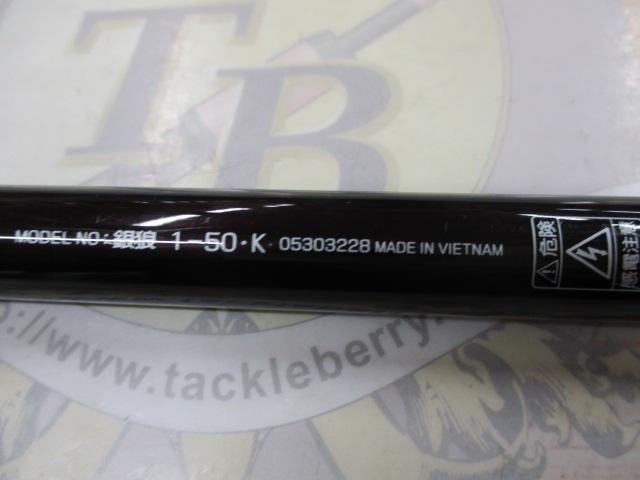 TB
MODEL NO:銀狼 1-50・K 05303228 MADE IN VIETNAM
危険
感電注意
http://www.tackleberry.